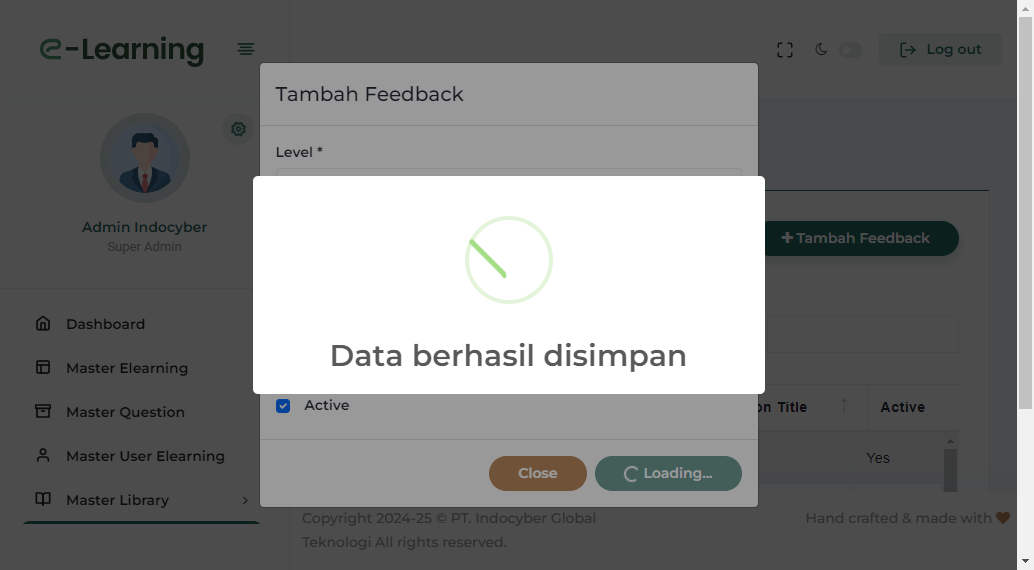 e-Learning
Log out
Tambah Feedback
Level *
Admin Indocyber
Super Admin
Tambah Feedback
Data berhasil disimpan
Dashboard
Master Elearning
Master Question
Master User Elearning
Master Library
Active
Title
Active
Yes
Close
Loading...
Copyright 2024-25 © PT. Indocyber Global
Teknologi All rights reserved.
Hand crafted & made with